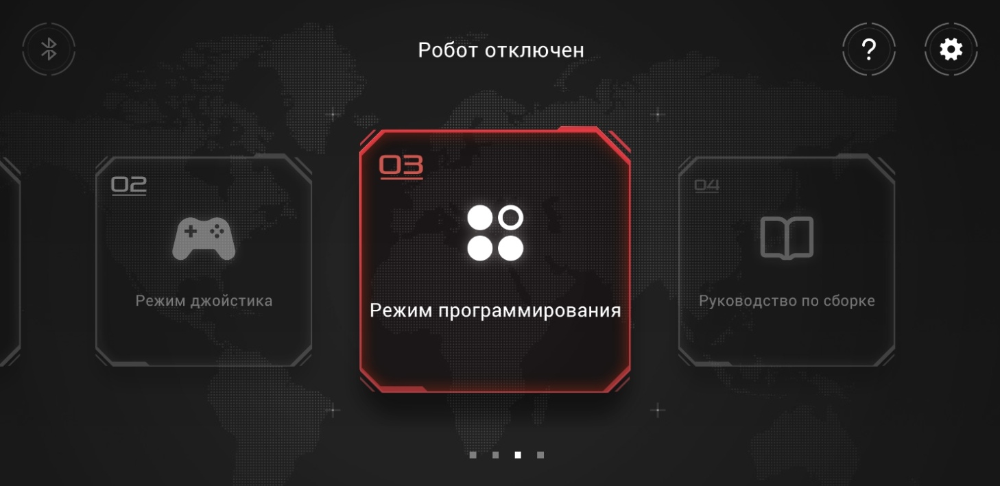 Робот отключен
?
02
Режим джойстика
03
Режим программирования
04
Руководство по сборке